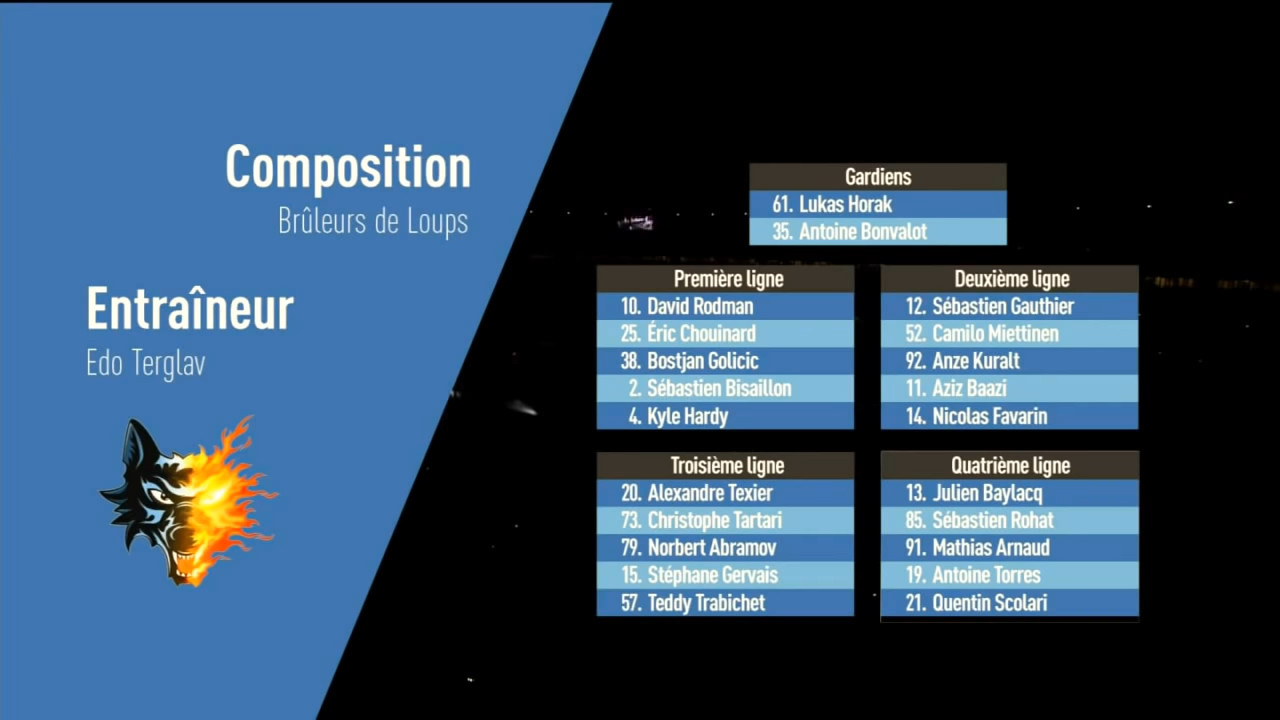 Composition
Brûleurs de Loups
Entraîneur
Edo Terglav
Gardiens
61. Lukas Horak
35. Antoine Bonvalot
Première ligne
10. David Rodman
25. Éric Chouinard
38. Bostjan Golicic
2. Sébastien Bisaillon
4. Kyle Hardy
Deuxième ligne
12. Sébastien Gauthier
52. Camilo Miettinen
92. Anze Kuralt
11. Aziz Baazi
14. Nicolas Favarin
Troisième ligne
20. Alexandre Texier
73. Christophe Tartari
79. Norbert Abramov
15. Stéphane Gervais
57. Teddy Trabichet
Quatrième ligne
13. Julien Baylacq
85. Sébastien Rohat
91. Mathias Arnaud
19. Antoine Torres
21. Quentin Scolari